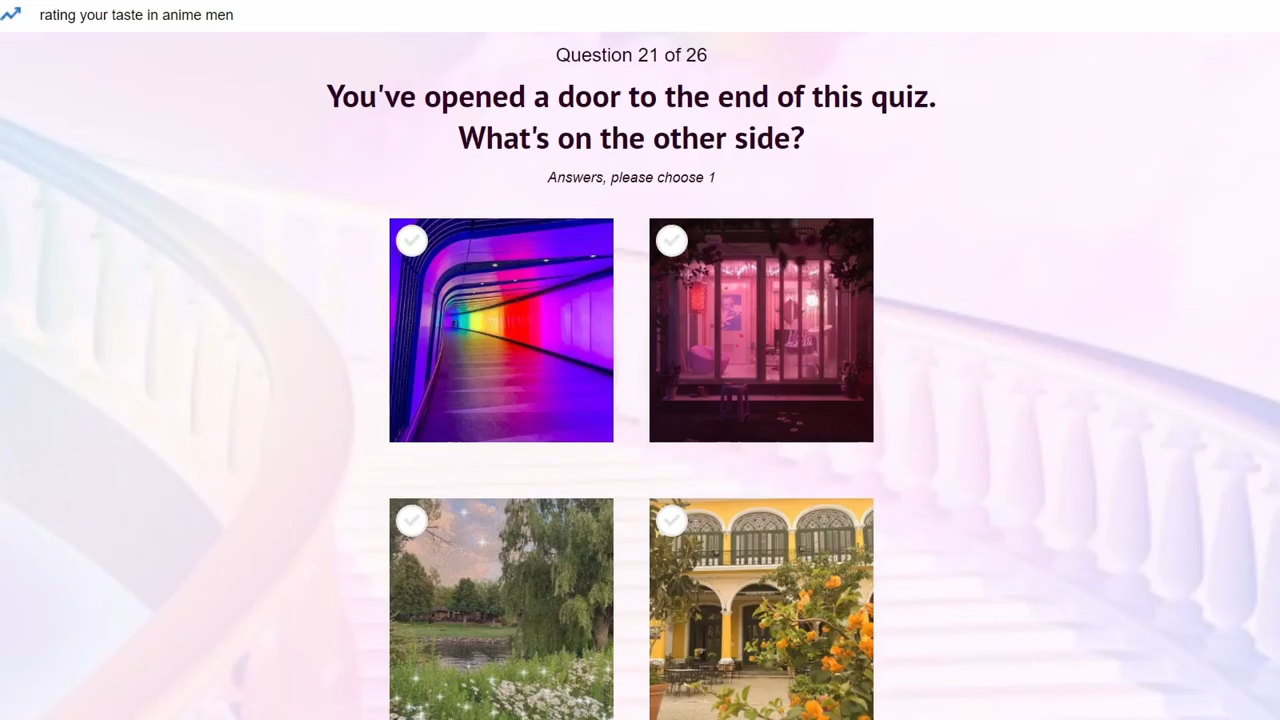 rating your taste in anime men
Question 21 of 26
You've opened a door to the end of this quiz.
What's on the other side?
Answers, please choose 1